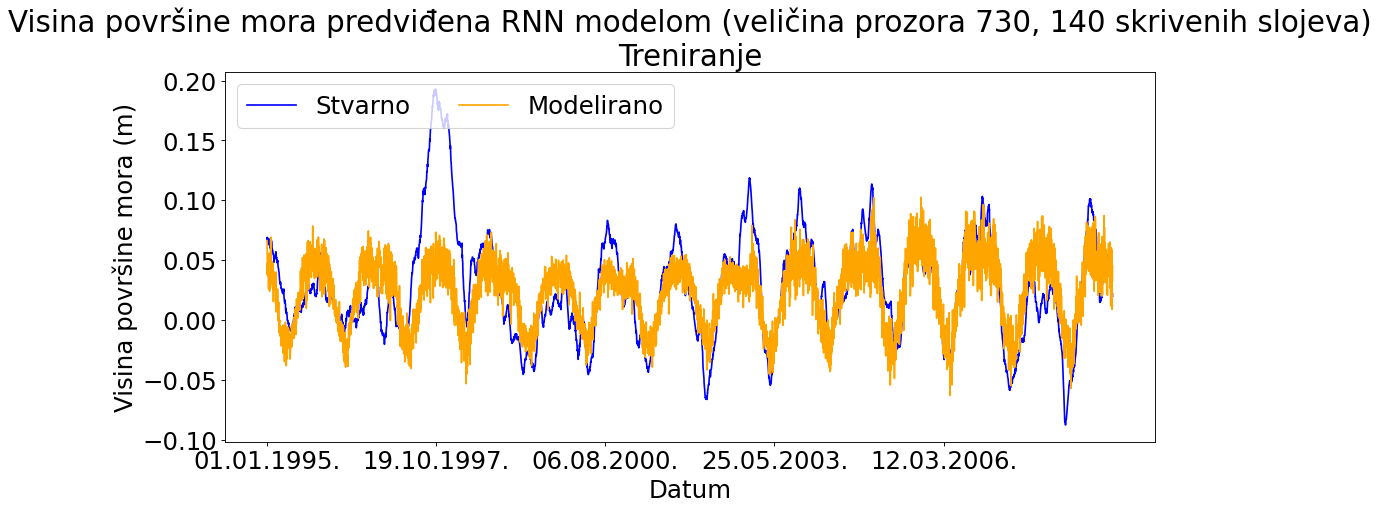 Visina površine mora predviđena RNN modelom (veličina prozora 730, 140 skrivenih slojeva)
Treniranje
Stvarno
Modelirano
Visina površine mora (m)
0.20
0.15
0.10
0.05
0.00
−0.05
−0.10
01.01.1995.
19.10.1997.
06.08.2000.
25.05.2003.
12.03.2006.
Datum